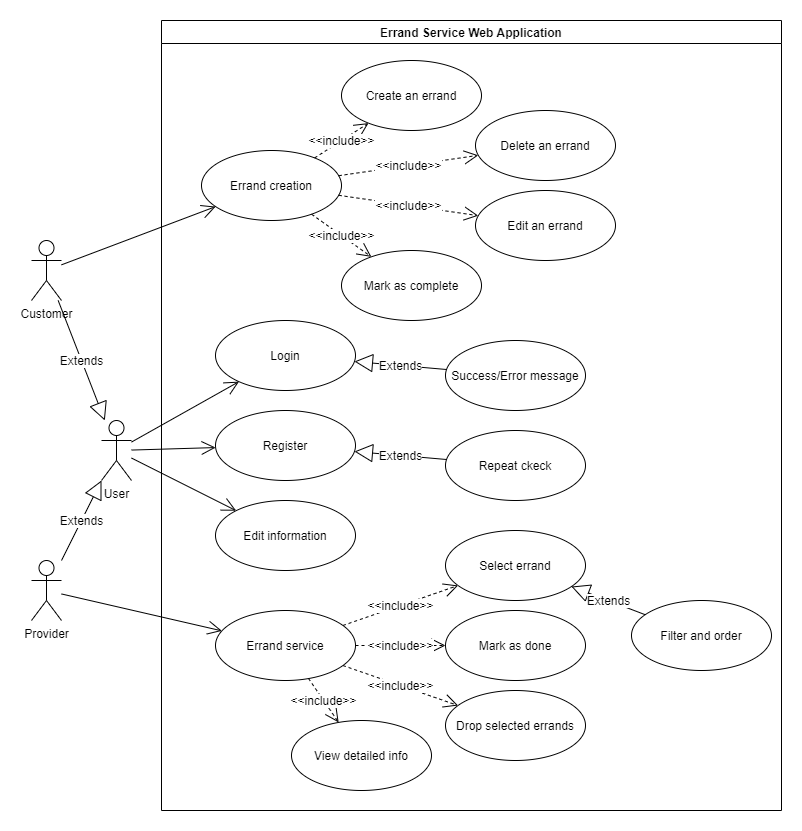 Errand Service Web Application
Create an errand
<<include>>
Delete an errand
<<include>>
Errand creation
<<include>>
Edit an errand
<<include>>
Mark as complete
Customer
Extends
Login
Extends
Success/Error message
User
Register
Extends
Repeat ckeck
Extends
Edit information
Select errand
Extends
<<include>>
Provider
Filter and order
Errand service
<<include>>
Mark as done
<<include>>
<<include>>
Drop selected errands
View detailed info